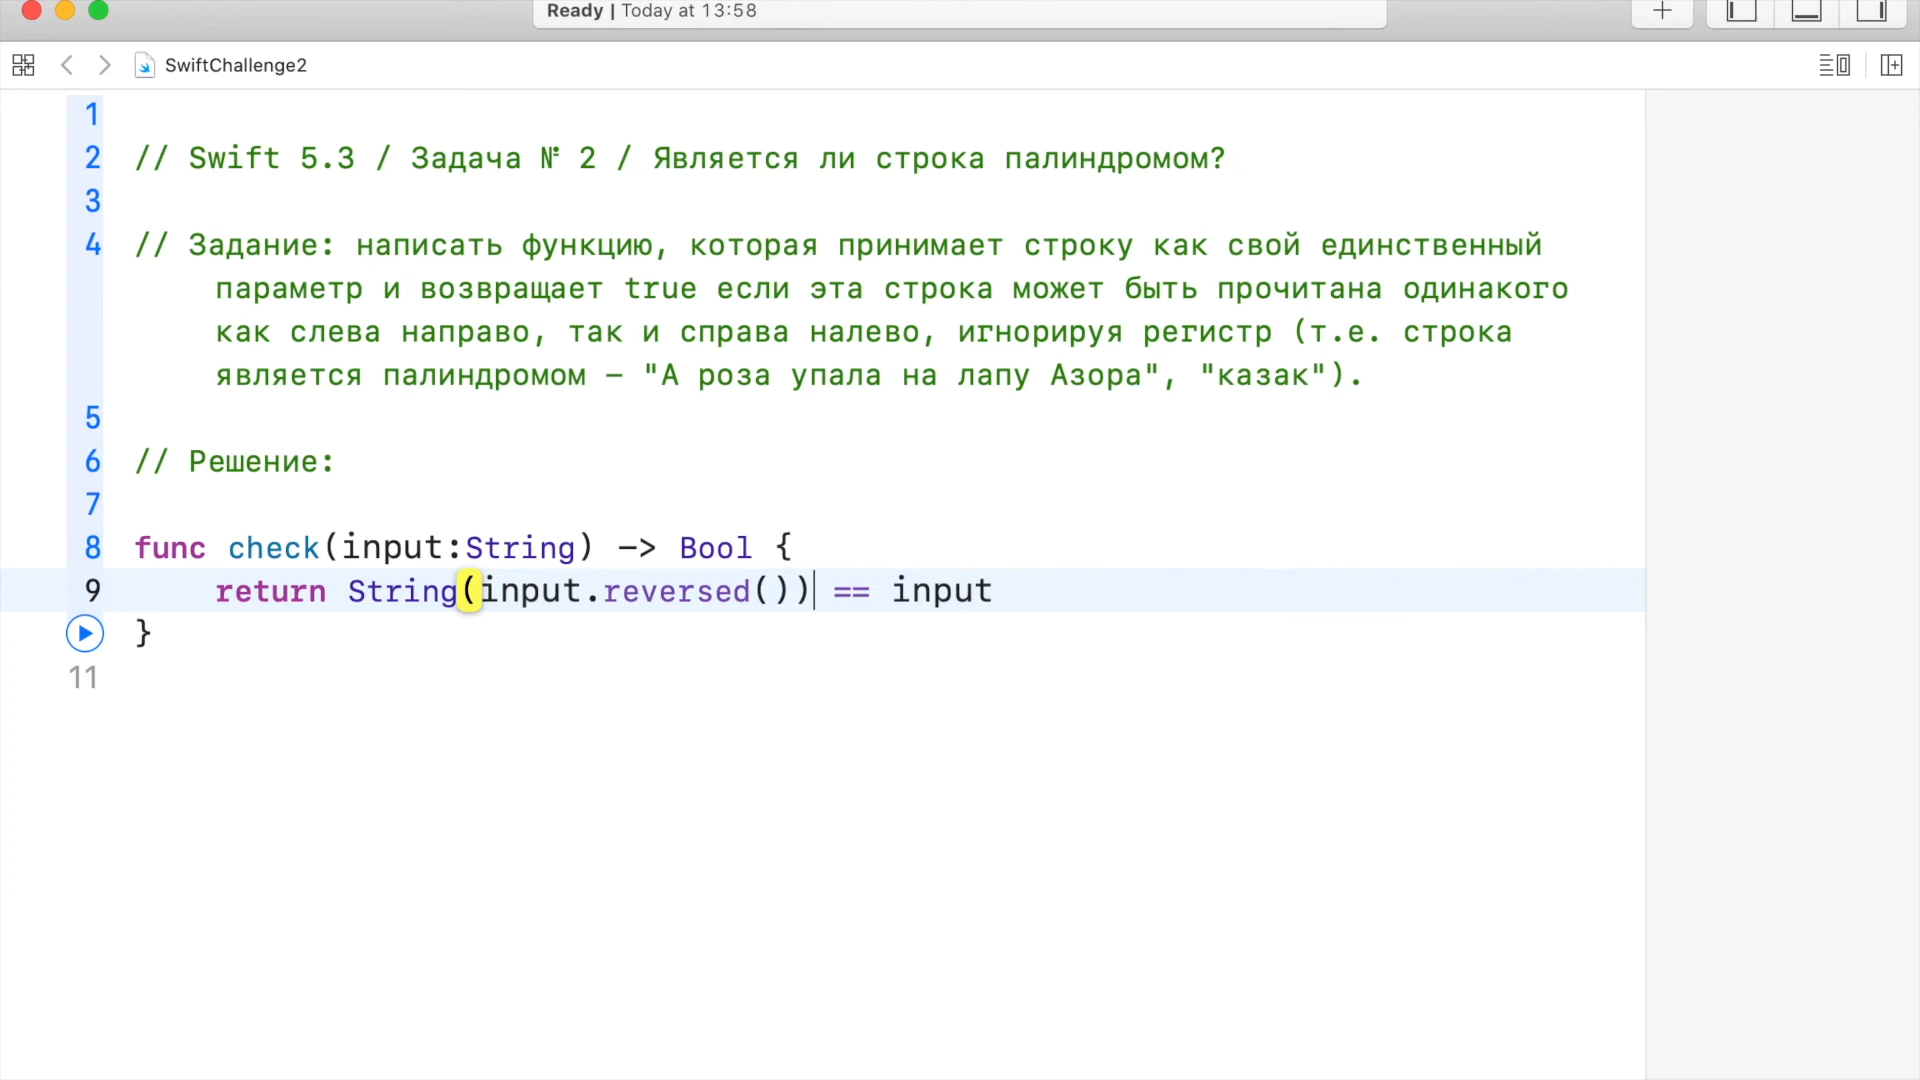 Ready | Today at 13:58
SwiftChallenge2
1
2 // Swift 5.3 / Задача № 2 / Является ли строка палиндромом?
3
4 // Задание: написать функцию, которая принимает строку как свой единственный
параметр и возвращает true если эта строка может быть прочитана одинакого
как слева направо, так и справа налево, игнорируя регистр (т.е. строка
является палиндромом — "А роза упала на лапу Азора", "казак").
5
6 // Решение:
7
8 func check(input:String) -> Bool {
9 return String(input.reversed()) == input
}
11